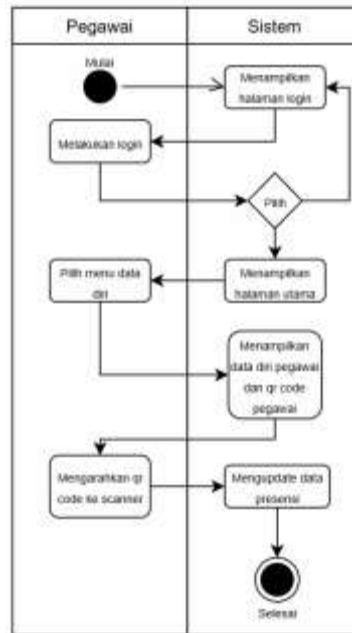 Pegawai
Sistem
Mulai
Menampilkan
halaman login
Melakukan login
Pilih
Pilih menu data
diri
Menampilkan
halaman utama
Menampilkan
data diri pegawai
dan qr code
pegawai
Mengarahkan qr
code ke scanner
Mengupdate data
presensi
Selesai